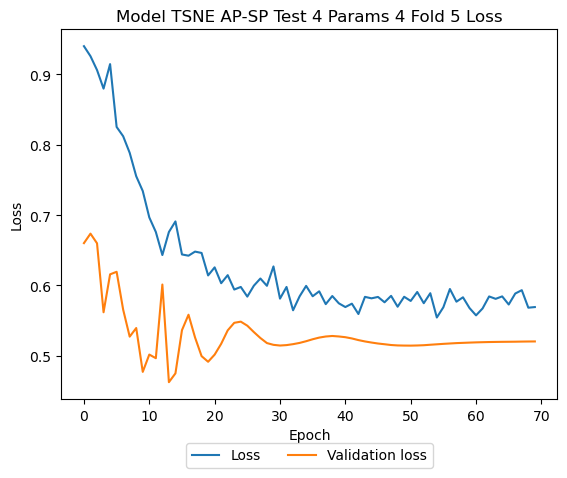 Model TSNE AP-SP Test 4 Params 4 Fold 5 Loss
0.9
0.8
0.7
0.6
0.5
Loss
0 10 20 30 40 50 60 70
Epoch
Loss Validation loss